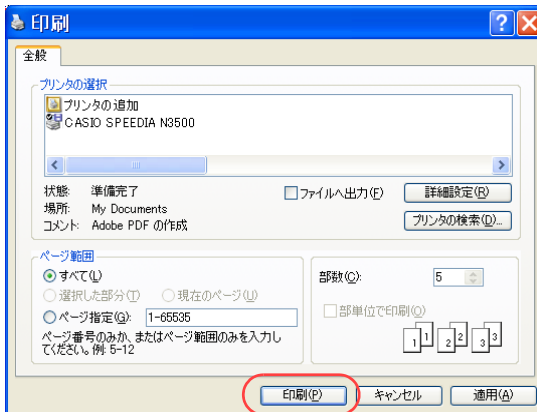 印刷
全般
プリンタの選択
プリンタの追加
CASIO SPEEDIA N3500
状態: 準備完了
場所: My Documents
コメント: Adobe PDF の作成
ファイルへ出力(F)
詳細設定(R)
プリンタの検索(D)...
ページ範囲
すべて(L)
選択した部分(T) 現在のページ(U)
ページ指定(G): 1-65535
ページ番号のみか、またはページ範囲のみを入力し
てください。例: 5-12
部数(C): 5
部単位で印刷(O)
1 1 2 2 3 3
印刷(P) キャンセル 適用(A)